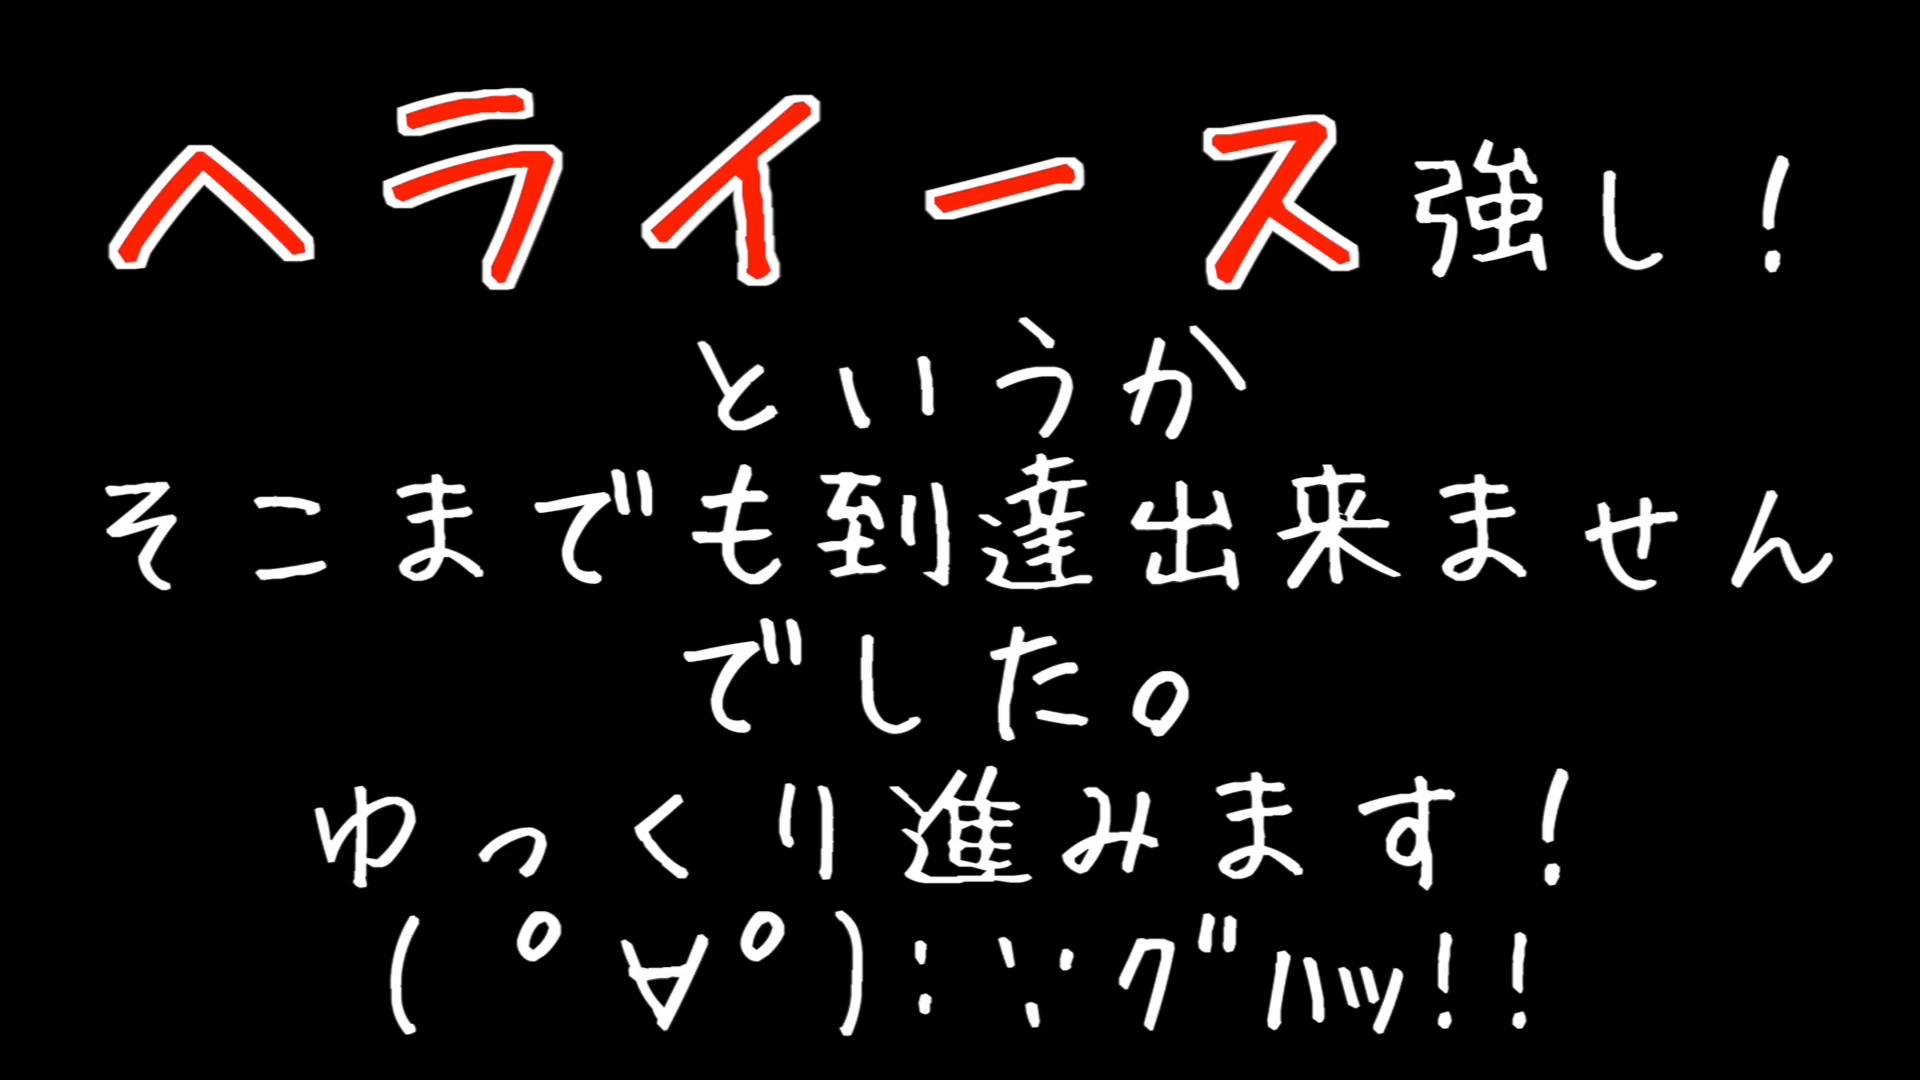 ヘライース強し!
というか
そこまでも到達出来ません
でした。
ゆっくり進みます!
(゜∀゜):∵グハッ!!